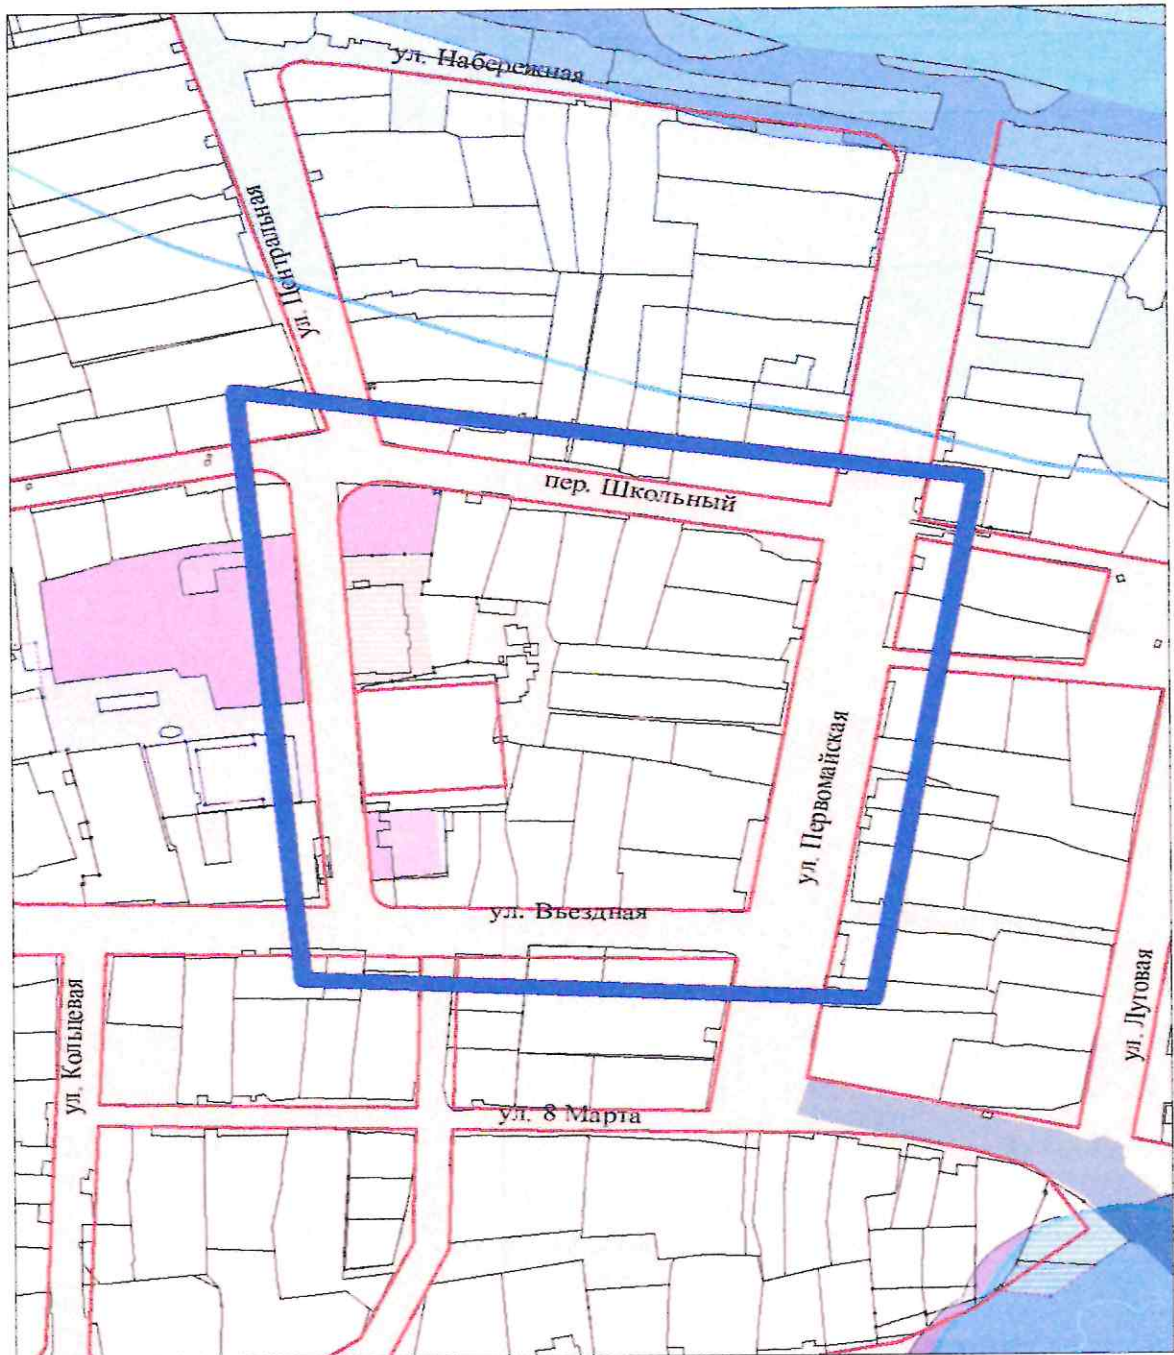 ул. Набережная
ул. Центральная
пер. Школьный
ул. Первомайская
ул. Въездная
ул. Кольцевая
ул. Луговая
ул. 8 Марта